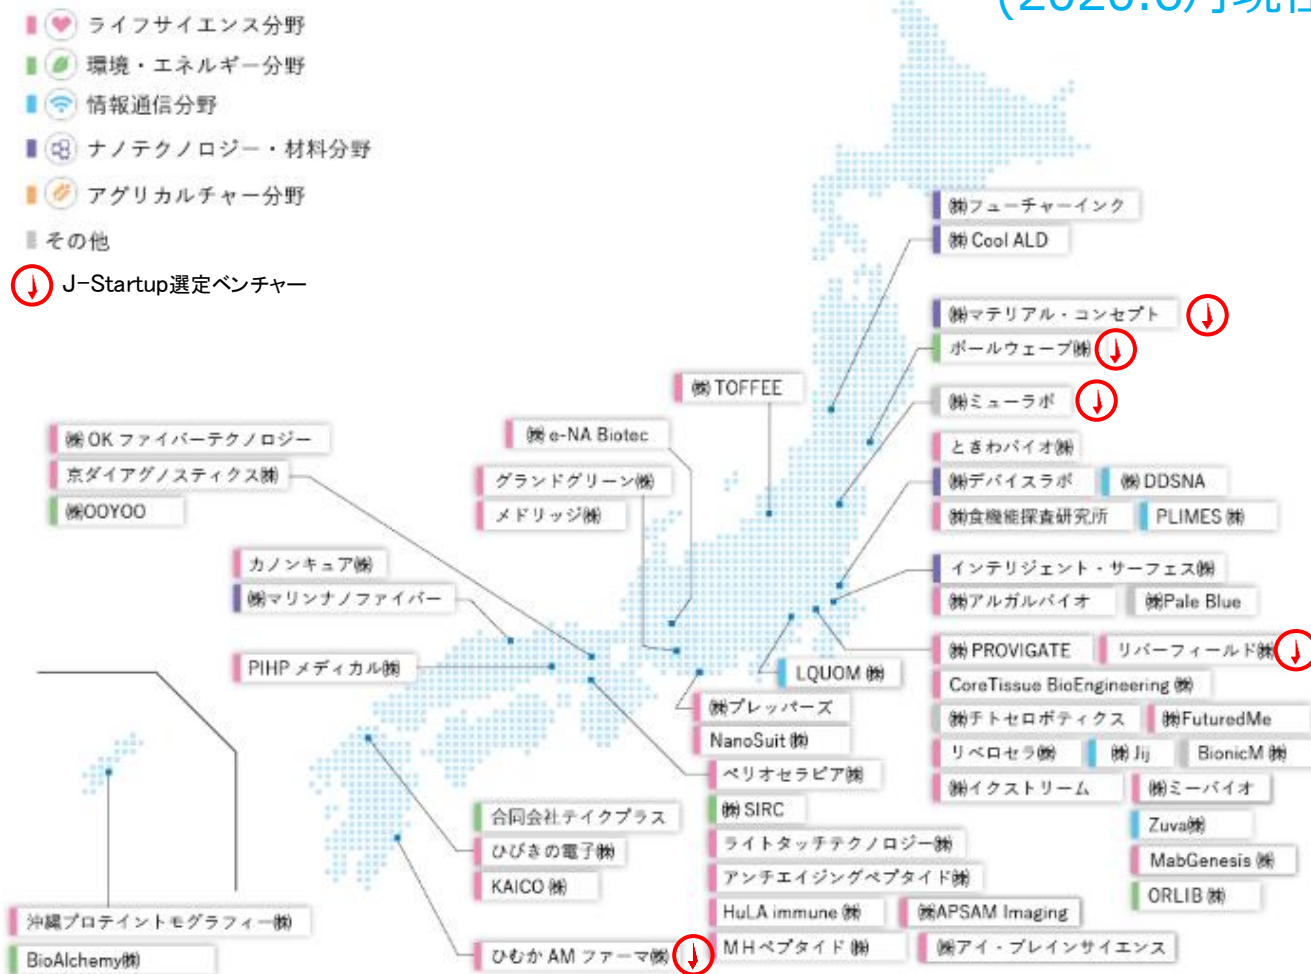 (2020.6月現在
ライフサイエンス分野
環境・エネルギー分野
情報通信分野
ナノテクノロジー・材料分野
アグリカルチャー分野
その他
J-Startup選定ベンチャー
㈱フューチャーインク
㈱Cool ALD
㈱マテリアル・コンセプト
ボールウェーブ㈱
㈱ミューラボ
ときわバイオ㈱
㈱デバイスラボ ㈱ DDSNA
㈱食機能探査研究所 PLIMES ㈱
インテリジェント・サーフェス㈱
㈱アルガルバイオ ㈱Pale Blue
㈱ PROVIGATE リバーフィールド㈱
CoreTissue BioEngineering ㈱
㈱チトセロボティクス ㈱FuturedMe
リベロセラ㈱ ㈱ Jij BionicM ㈱
㈱イクストリーム ㈱ミーバイオ
Zuva㈱
MabGenesis ㈱
ORLIB ㈱
㈱ TOFFEE
㈱ e-NA Biotec
グランドグリーン㈱
メドリッジ㈱
㈱ OK ファイバーテクノロジー
京ダイアグノスティクス㈱
㈱OOYOO
カノンキュア㈱
㈱マリンナノファイバー
PIHP メディカル㈱
LQUOM ㈱
㈱プレッパーズ
NanoSuit ㈱
ペリオセラピア㈱
㈱ SIRC
ライトタッチテクノロジー㈱
アンチエイジングペプタイド㈱
HuLA immune ㈱ ㈱APSAM Imaging
MHペプタイド ㈱ ㈱アイ・ブレインサイエンス
合同会社テイクプラス
ひびきの電子㈱
KAICO ㈱
ひむか AM ファーマ㈱
沖縄プロテイントモグラフィー㈱
BioAlchemy㈱